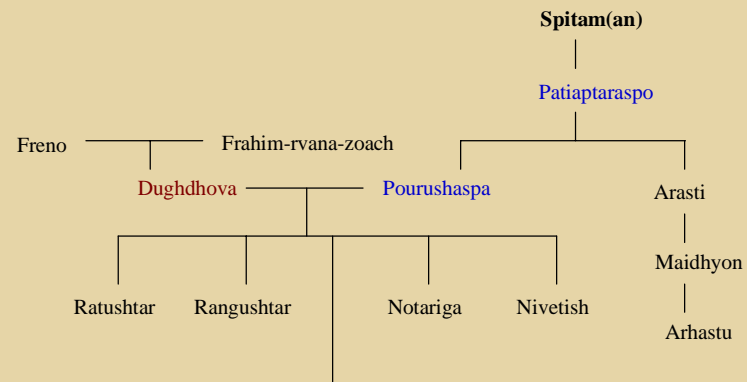 Spitam(an)
Patiaptaraspo
Freno
Frahim-rvana-zoach
Dughdhova
Pourushaspa
Arasti
Maidhyon
Ratushtar
Rangushtar
Notariga
Nivetish
Arhastu